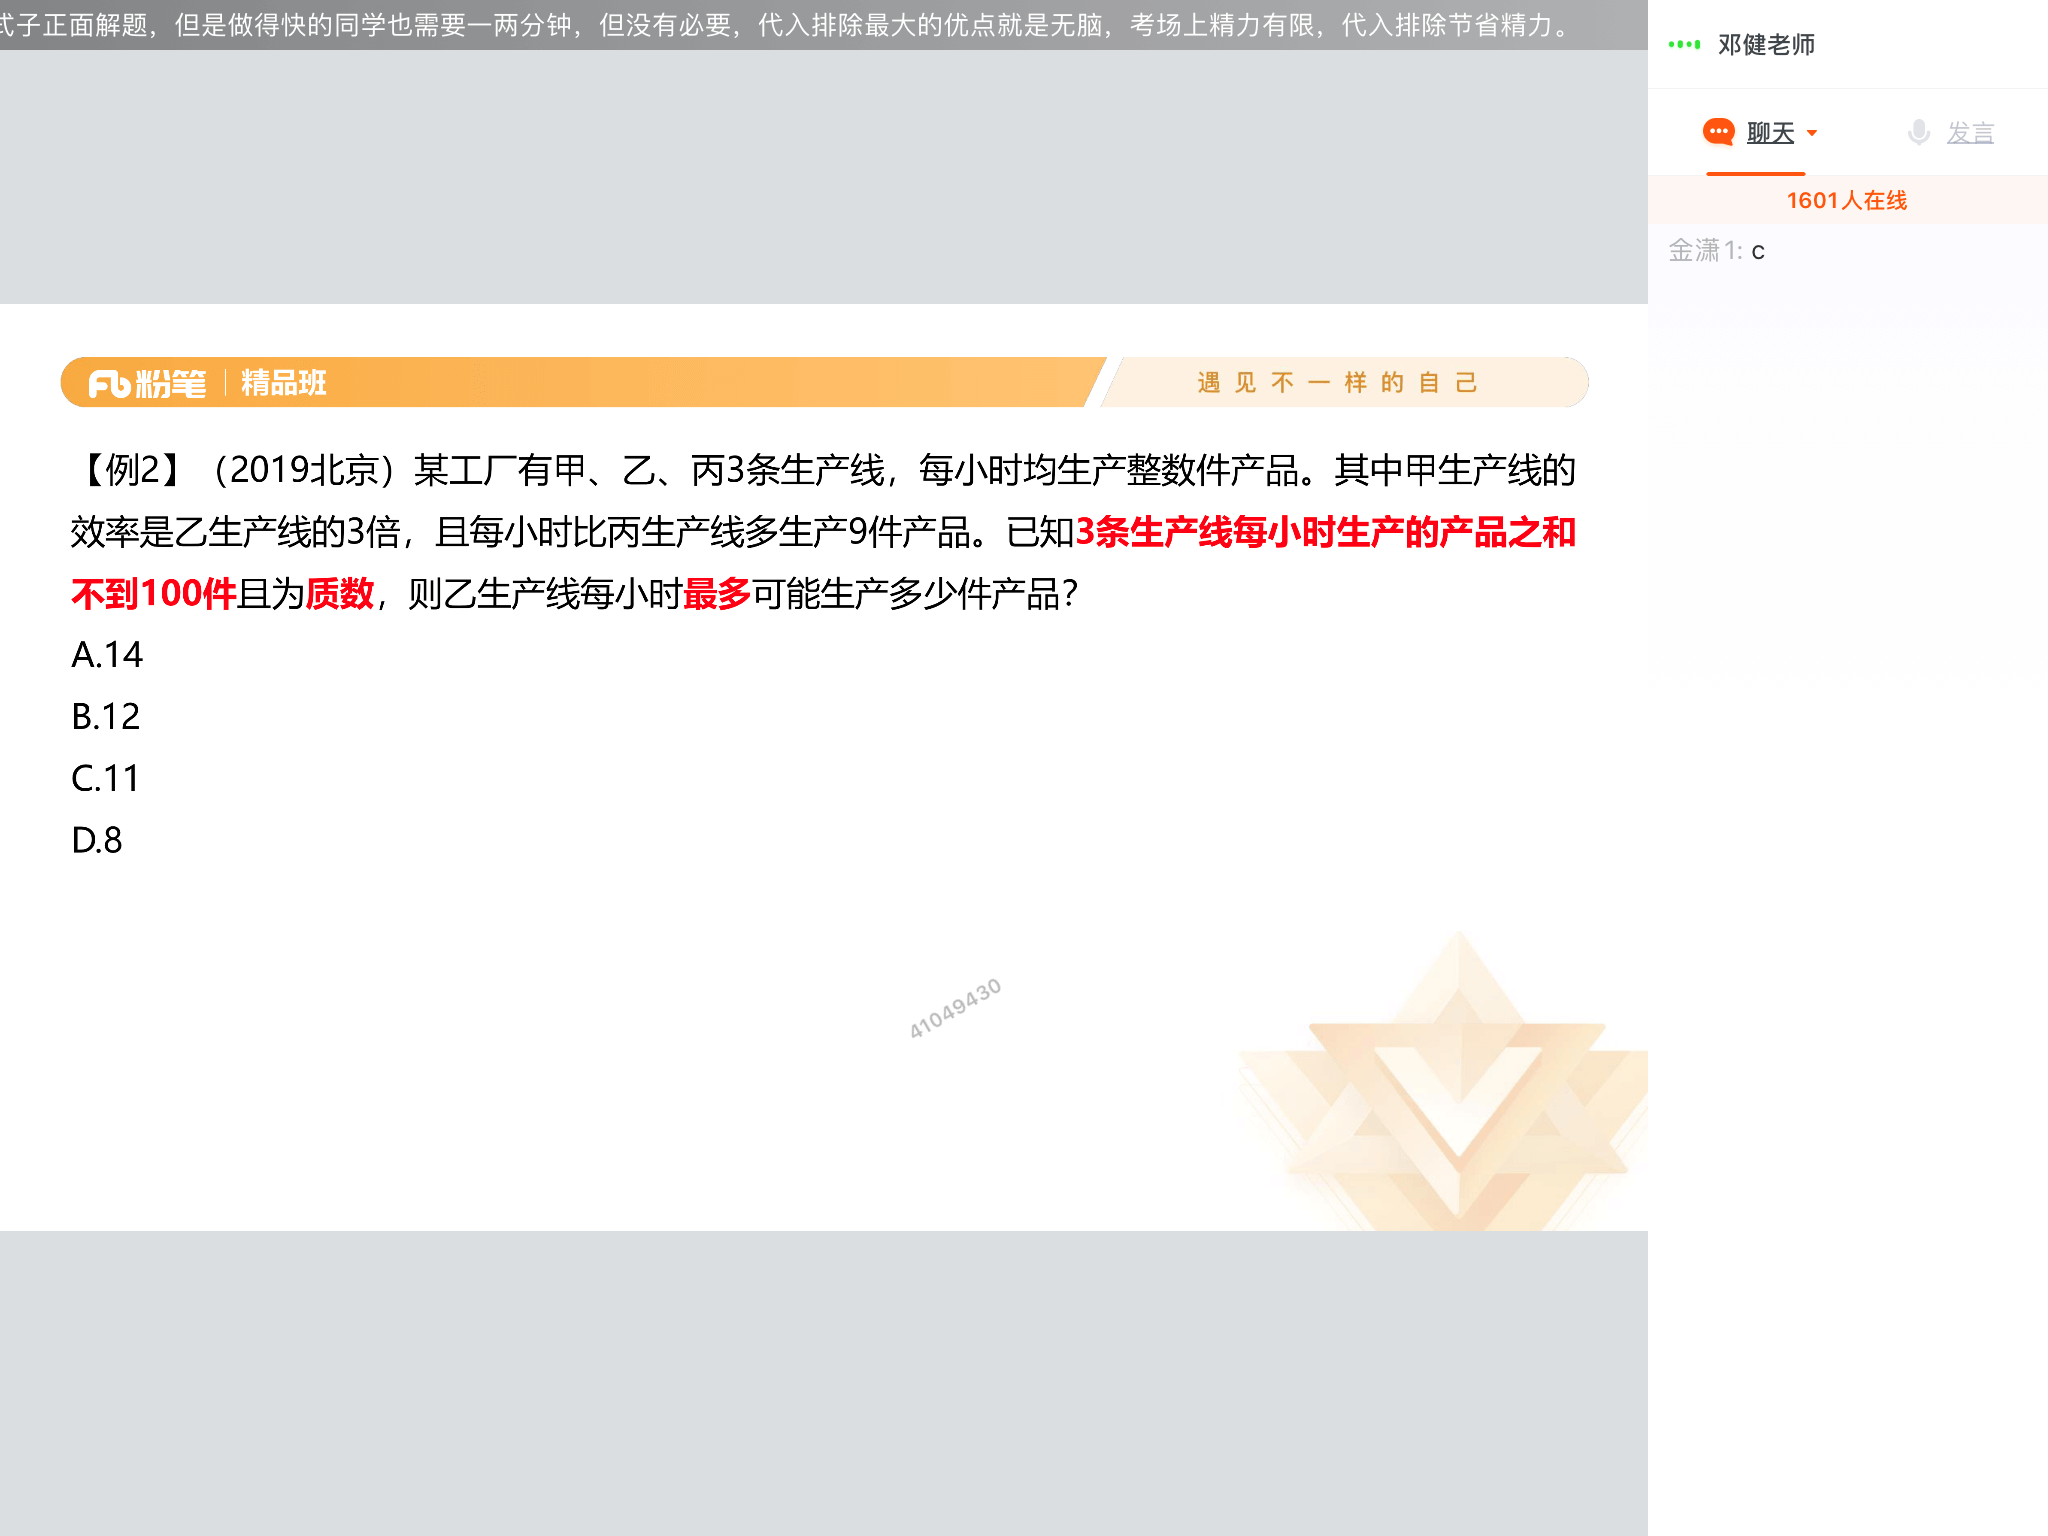 式子正面解题，但是做得快的同学也需要一两分钟，但没有必要，代入排除最大的优点就是无脑，考场上精力有限，代入排除节省精力。
邓健老师
聊天
发言
1601人在线
金潇1: c
粉笔 精品班
遇见不一样的自己
【例2】（2019北京）某工厂有甲、乙、丙3条生产线，每小时均生产整数件产品。其中甲生产线的
效率是乙生产线的3倍，且每小时比丙生产线多生产9件产品。已知3条生产线每小时生产的产品之和
不到100件且为质数，则乙生产线每小时最多可能生产多少件产品？
A.14
B.12
C.11
D.8
41049430